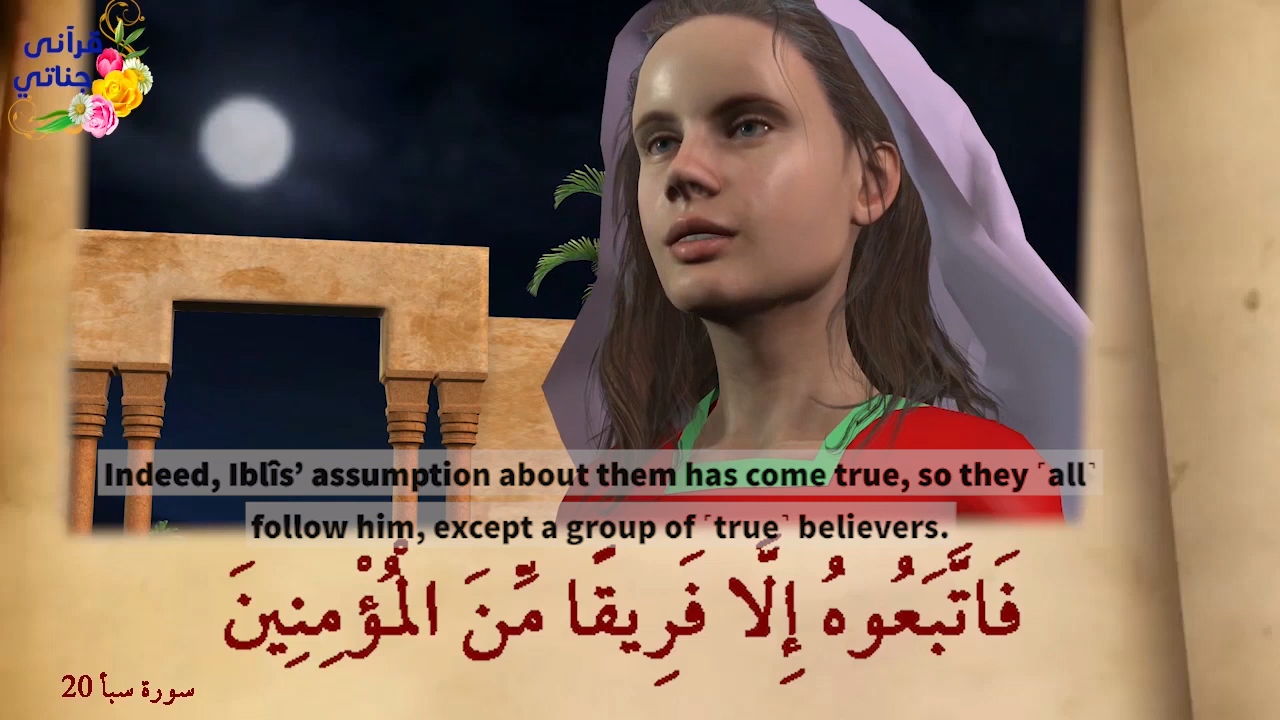 قرآنى
جناتي
Indeed, Iblîs’ assumption about them has come true, so they ˹all˺
follow him, except a group of ˹true˺ believers.
فَاتَّبَعُوهُ إِلَّا فَرِيقًا مِّنَ الْمُؤْمِنِينَ
سورة سبأ 20